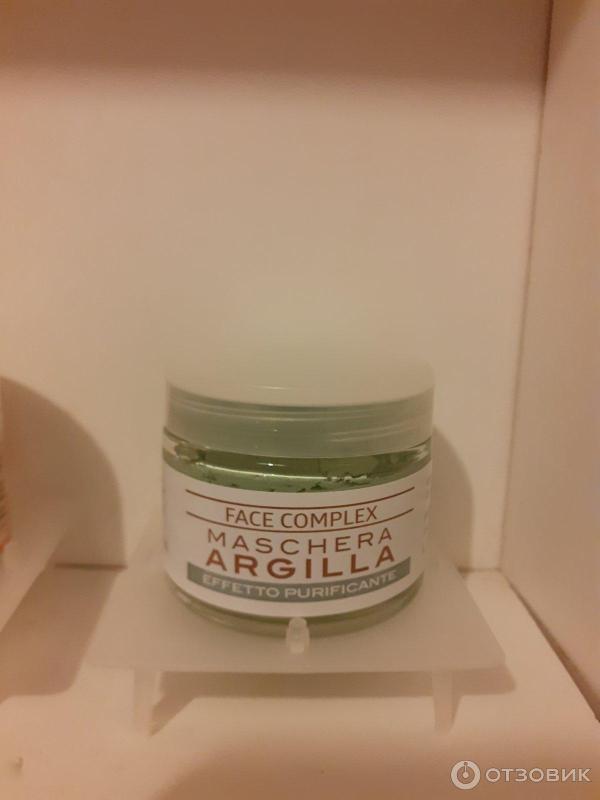 FACE COMPLEX
MASCHERA
ARGILLA
EFFETTO PURIFICANTE
ОТЗОВИК